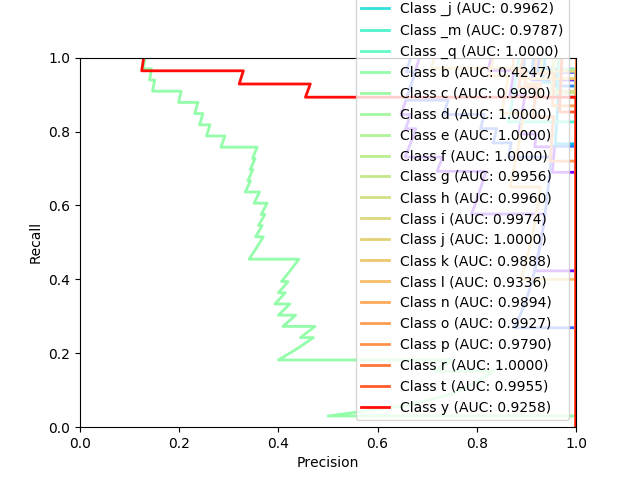 Class _j (AUC: 0.9962)
Class _m (AUC: 0.9787)
Class _q (AUC: 1.0000)
Class b (AUC: 0.4247)
Class c (AUC: 0.9990)
Class d (AUC: 1.0000)
Class e (AUC: 1.0000)
Class f (AUC: 1.0000)
Class g (AUC: 0.9956)
Class h (AUC: 0.9960)
Class i (AUC: 0.9974)
Class j (AUC: 1.0000)
Class k (AUC: 0.9888)
Class l (AUC: 0.9336)
Class n (AUC: 0.9894)
Class o (AUC: 0.9927)
Class p (AUC: 0.9790)
Class r (AUC: 1.0000)
Class t (AUC: 0.9955)
Class y (AUC: 0.9258)
1.0
0.8
0.6
0.4
0.2
0.0
Recall
0.0 0.2 0.4 0.6 0.8 1.0
Precision